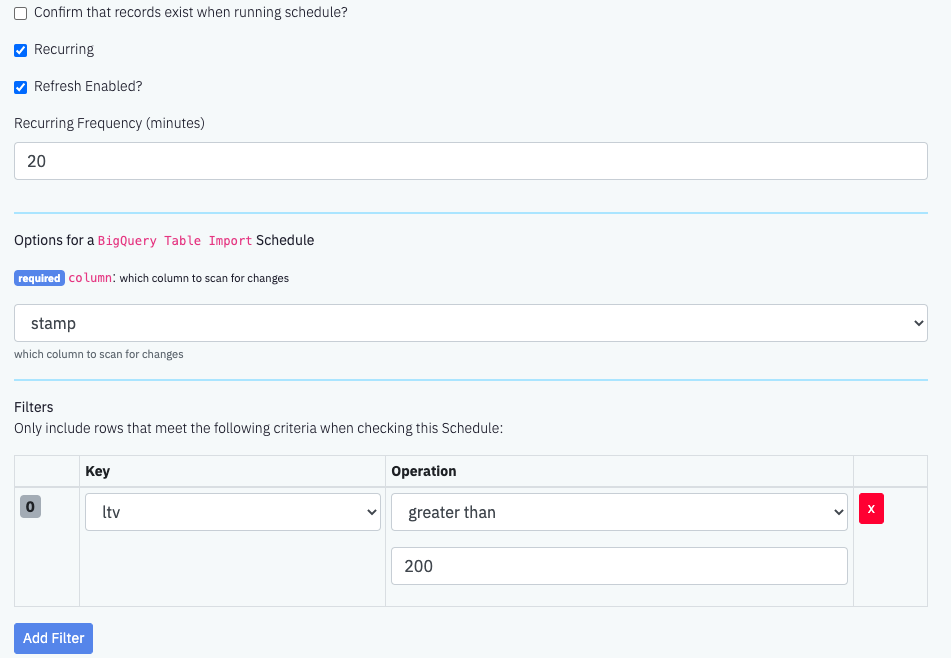 Confirm that records exist when running schedule?
Recurring
Refresh Enabled?
Recurring Frequency (minutes)
20
Options for a BigQuery Table Import Schedule
required column: which column to scan for changes
stamp
which column to scan for changes
Filters
Only include rows that meet the following criteria when checking this Schedule:
Key Operation
0 ltv greater than x
200
Add Filter